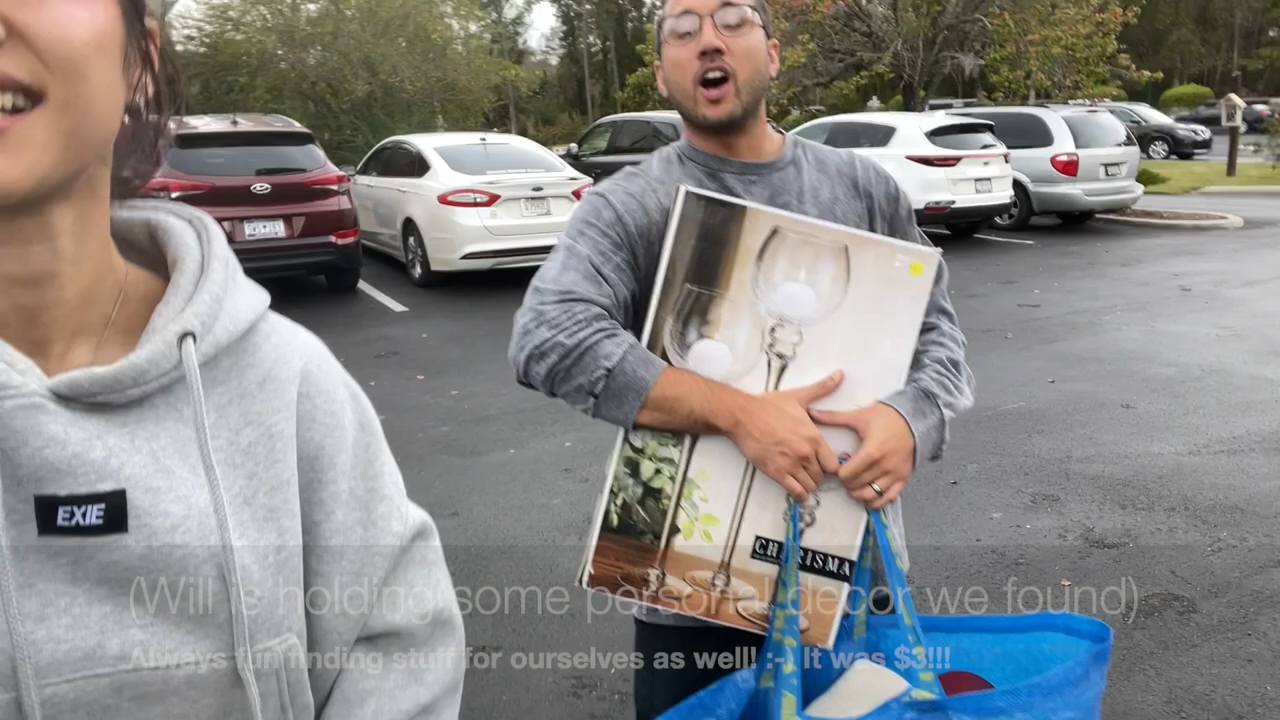 EXIE
CHARISMA
(Will is holding some personal decor we found)
Always fun finding stuff for ourselves as well! :-) It was $3!!!